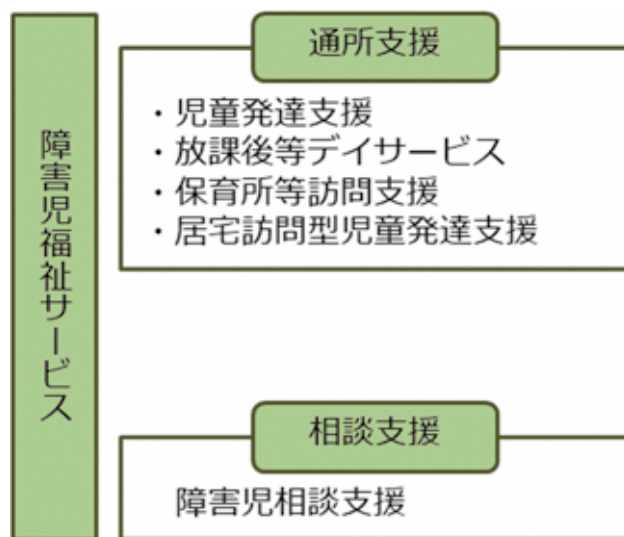 障害児福祉サービス
通所支援
・児童発達支援
・放課後等デイサービス
・保育所等訪問支援
・居宅訪問型児童発達支援
相談支援
障害児相談支援